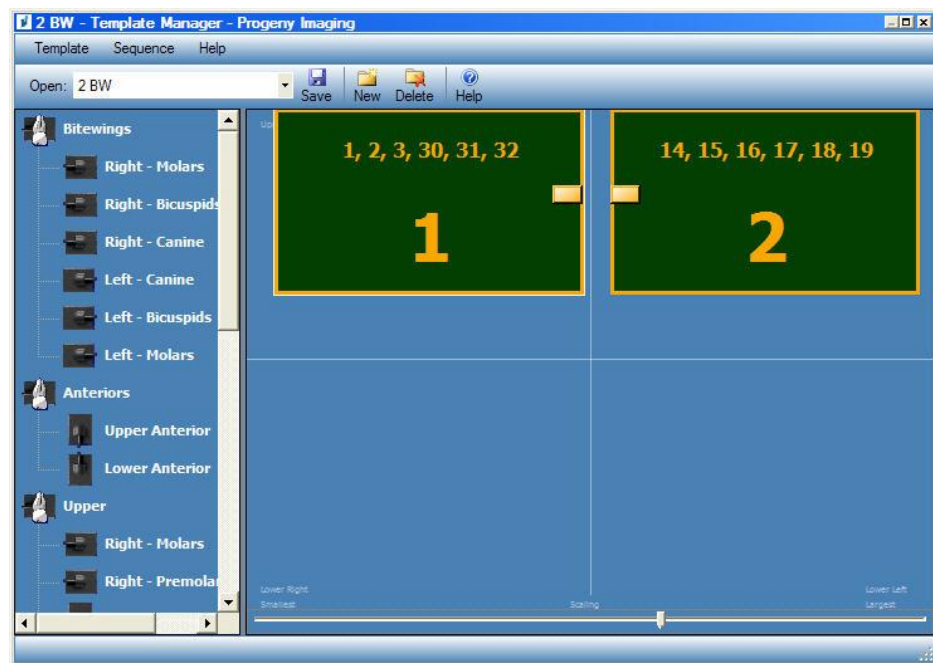 2 BW - Template Manager - Progeny Imaging
Template Sequence Help
Open: 2 BW
Save New Delete Help
Bitewings
Right - Molars
Right - Bicuspids
Right - Canine
Left - Canine
Left - Bicuspids
Left - Molars
Anteriors
Upper Anterior
Lower Anterior
Upper
Right - Molars
Right - Premolar
Up
1, 2, 3, 30, 31, 32
1
14, 15, 16, 17, 18, 19
2
Lower Right
Lower Left
Smallest
Scaling
Largest